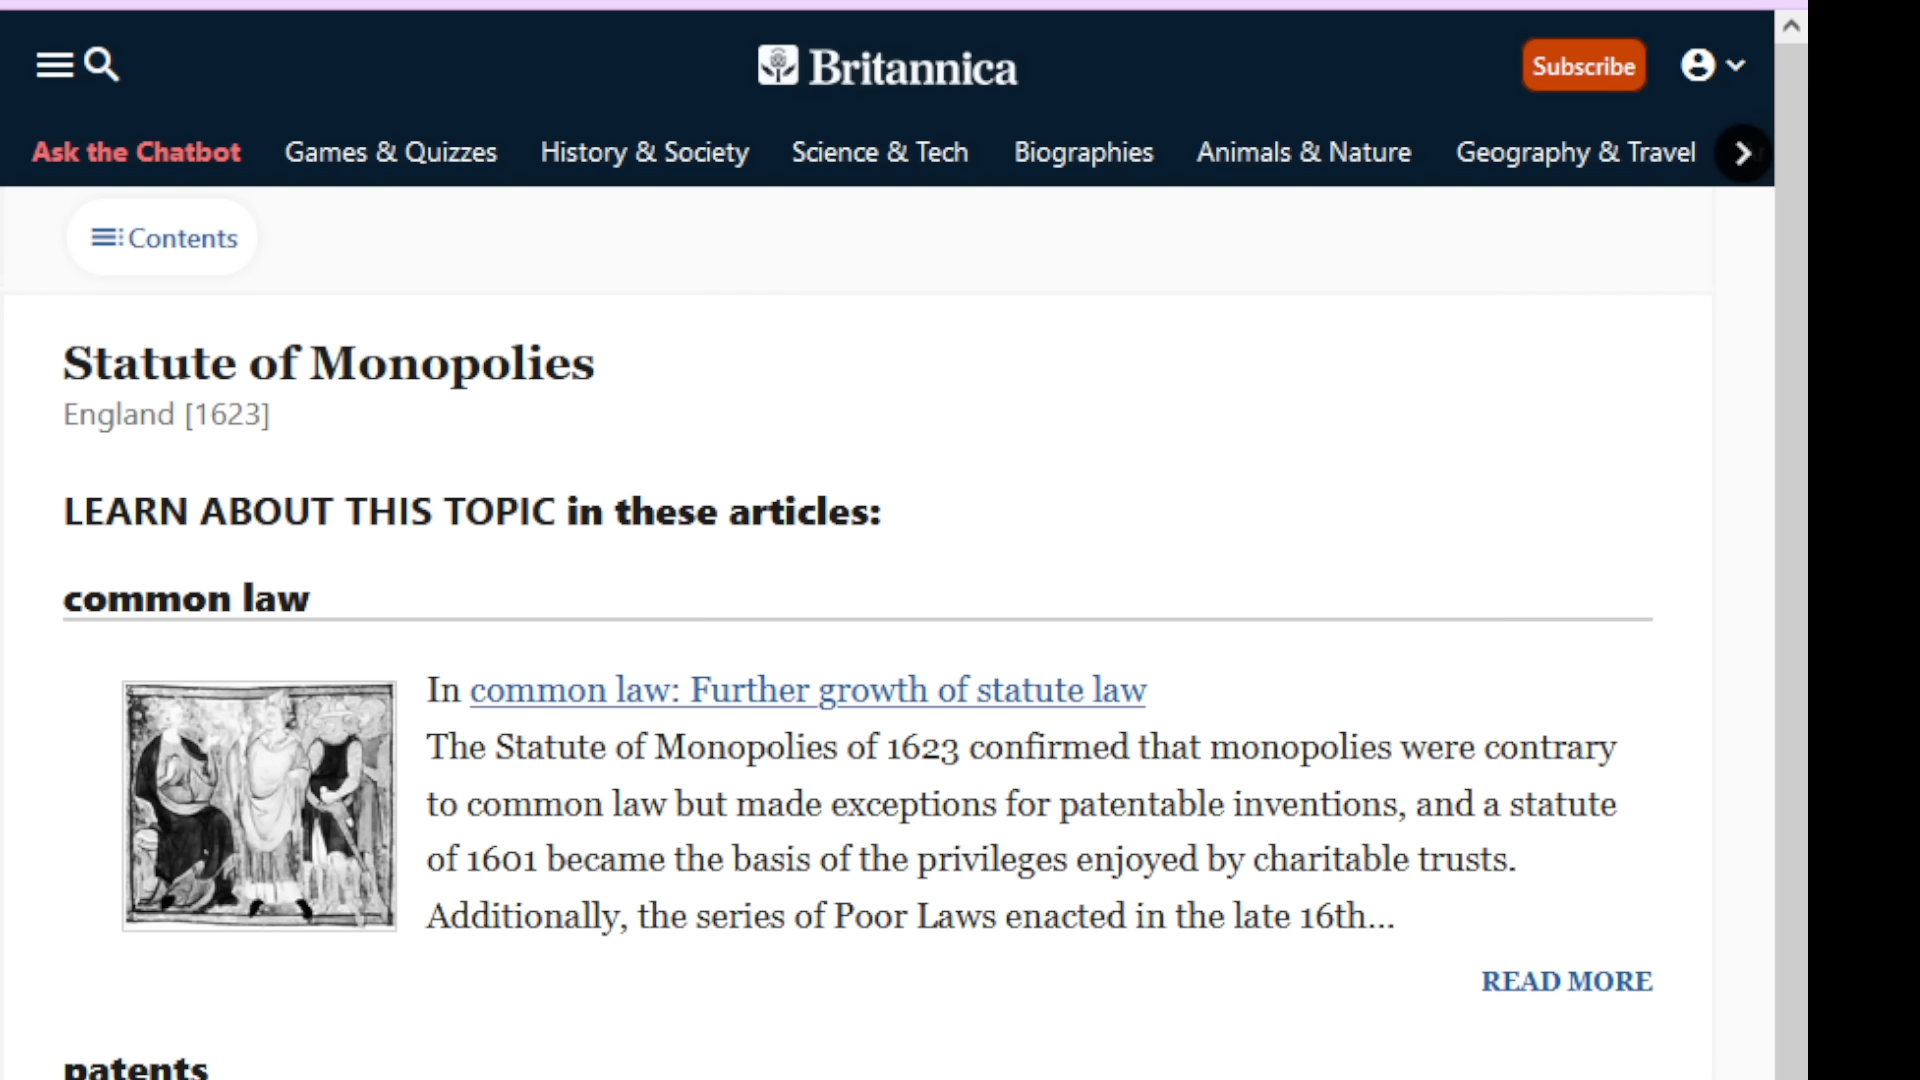 Britannica
Subscribe
Ask the Chatbot Games & Quizzes History & Society Science & Tech Biographies Animals & Nature Geography & Travel
Contents
Statute of Monopolies
England [1623]
LEARN ABOUT THIS TOPIC in these articles:
common law
In common law: Further growth of statute law
The Statute of Monopolies of 1623 confirmed that monopolies were contrary
to common law but made exceptions for patentable inventions, and a statute
of 1601 became the basis of the privileges enjoyed by charitable trusts.
Additionally, the series of Poor Laws enacted in the late 16th...
READ MORE
patents